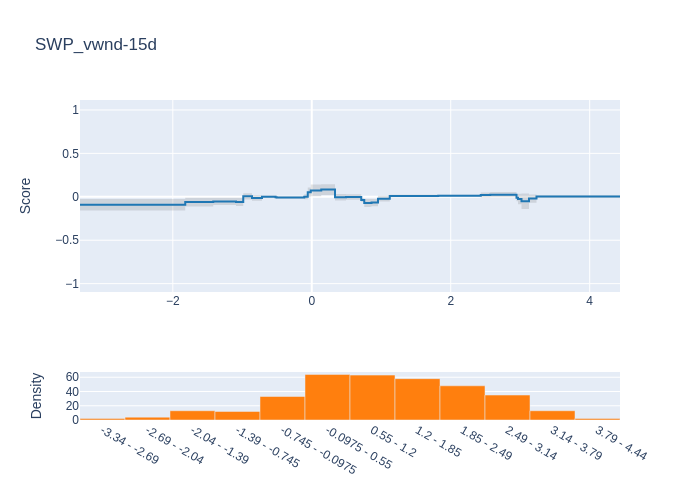 SWP_vwnd-15d
Score
1
0.5
0
−0.5
−1
−2
0
2
4
Density
60
40
20
0
-3.34 - -2.69
-2.69 - -2.04
-2.04 - -1.39
-1.39 - -0.745
-0.745 - -0.0975
-0.0975 - 0.55
0.55 - 1.2
1.2 - 1.85
1.85 - 2.49
2.49 - 3.14
3.14 - 3.79
3.79 - 4.44